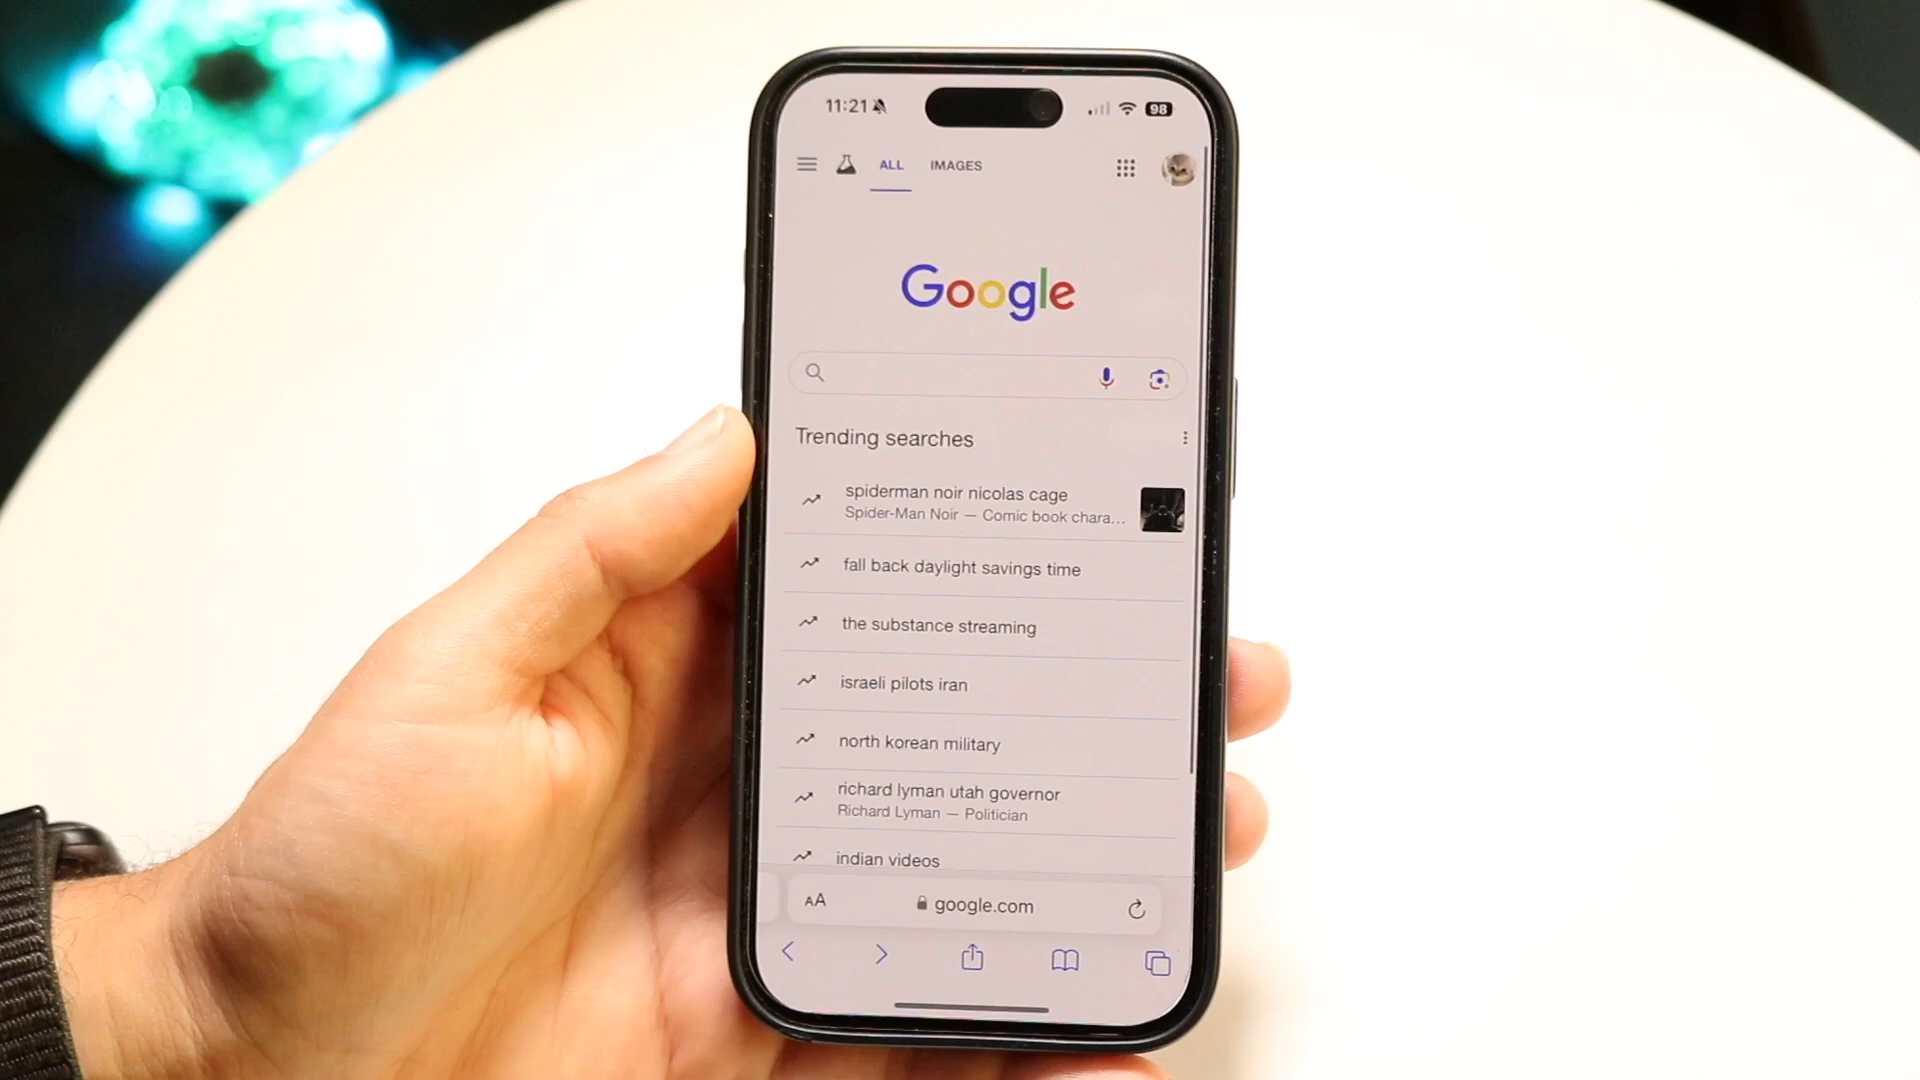 11:21
98
ALL IMAGES
Google
Trending searches
spiderman noir nicolas cage
Spider-Man Noir — Comic book chara...
fall back daylight savings time
the substance streaming
israeli pilots iran
north korean military
richard lyman utah governor
Richard Lyman — Politician
indian videos
AA google.com